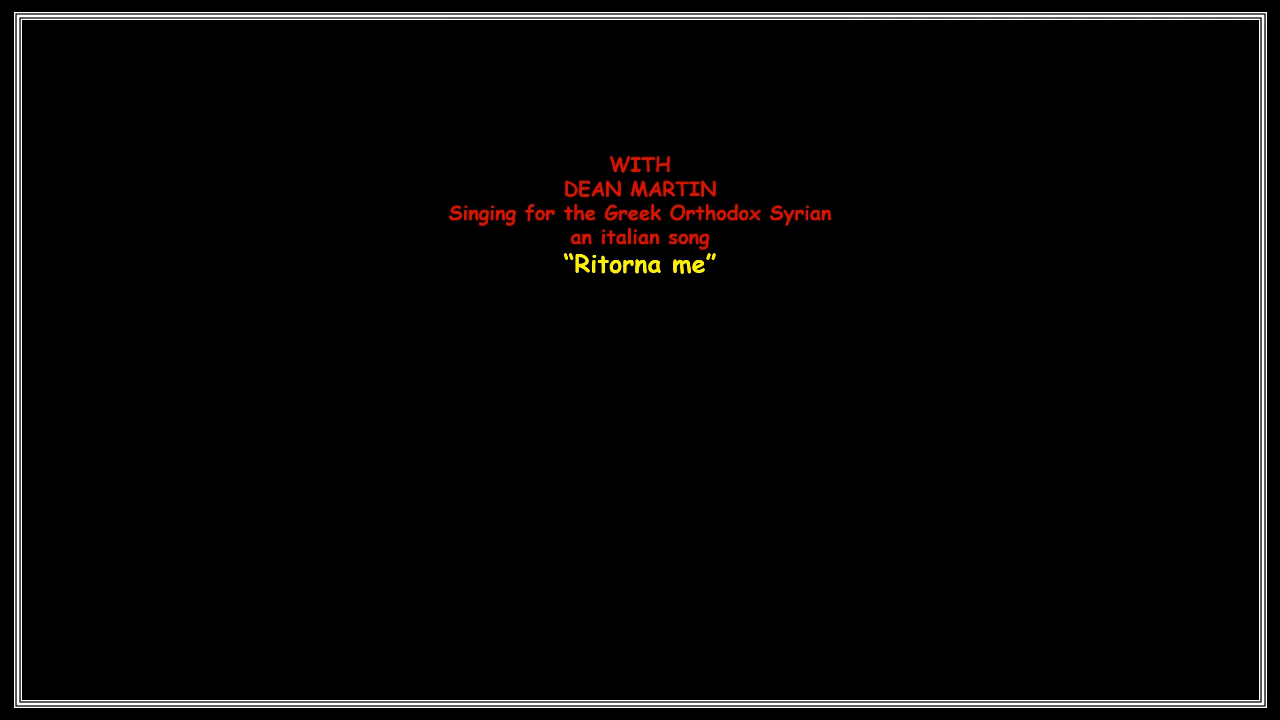 WITH
DEAN MARTIN
Singing for the Greek Orthodox Syrian
an italian song
“Ritorna me”